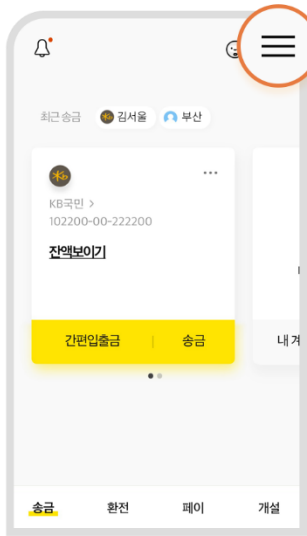 최근송금 김서울 부산
KB국민 >
102200-00-222200
잔액보이기
간편입출금 | 송금
내 계
송금 환전 페이 개설